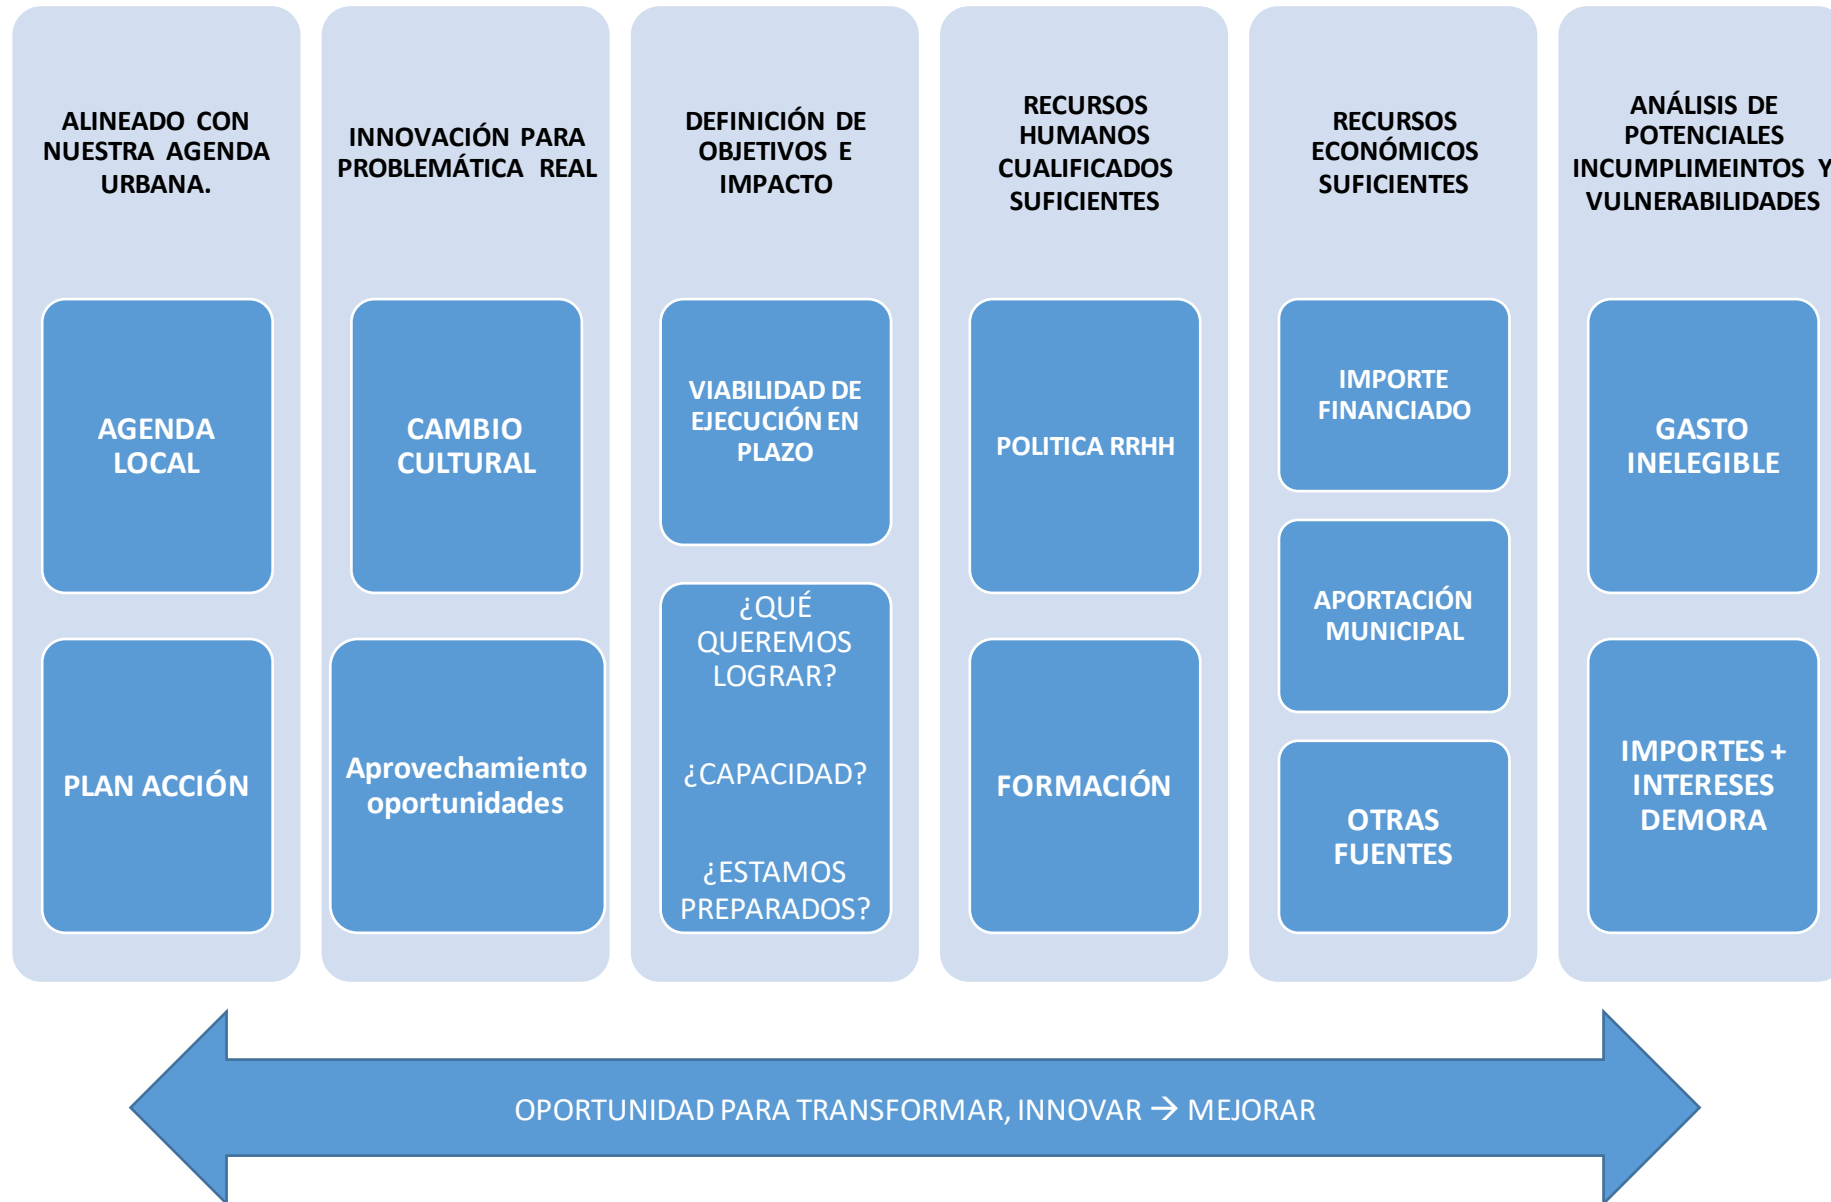 ALINEADO CON
NUESTRA AGENDA
URBANA.
AGENDA
LOCAL
PLAN ACCIÓN
INNOVACIÓN PARA
PROBLEMÁTICA REAL
CAMBIO
CULTURAL
Aprovechamiento
oportunidades
DEFINICIÓN DE
OBJETIVOS E
IMPACTO
VIABILIDAD DE
EJECUCIÓN EN
PLAZO
¿QUÉ
QUEREMOS
LOGRAR?
¿CAPACIDAD?
¿ESTAMOS
PREPARADOS?
RECURSOS
HUMANOS
CUALIFICADOS
SUFICIENTES
POLITICA RRHH
FORMACIÓN
RECURSOS
ECONÓMICOS
SUFICIENTES
IMPORTE
FINANCIADO
APORTACIÓN
MUNICIPAL
OTRAS
FUENTES
ANÁLISIS DE
POTENCIALES
INCUMPLIMEINTOS Y
VULNERABILIDADES
GASTO
INELEGIBLE
IMPORTES +
INTERESES
DEMORA
OPORTUNIDAD PARA TRANSFORMAR, INNOVAR → MEJORAR